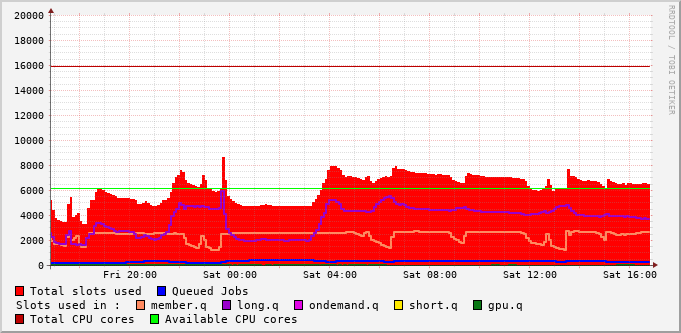 20000
18000
16000
14000
12000
10000
8000
6000
4000
2000
0
Fri 20:00 Sat 00:00 Sat 04:00 Sat 08:00 Sat 12:00 Sat 16:00
Total slots used Queued Jobs
Slots used in : member.q long.q ondemand.q short.q gpu.q
Total CPU cores Available CPU cores
RRDTOOL / TOBI OETIKER